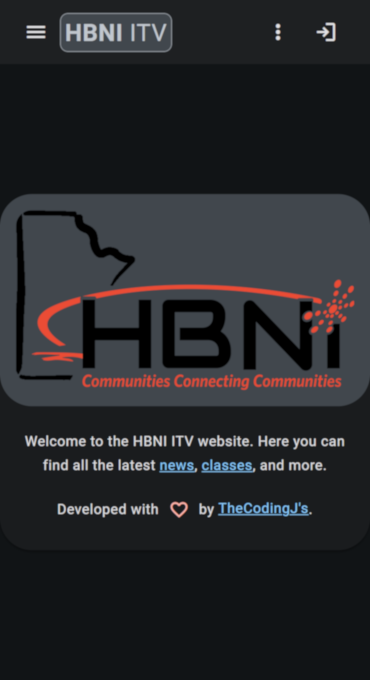 HBNI ITV
HBNi
Communities Connecting Communities
Welcome to the HBNI ITV website. Here you can
find all the latest news, classes, and more.
Developed with by TheCodingJ's.